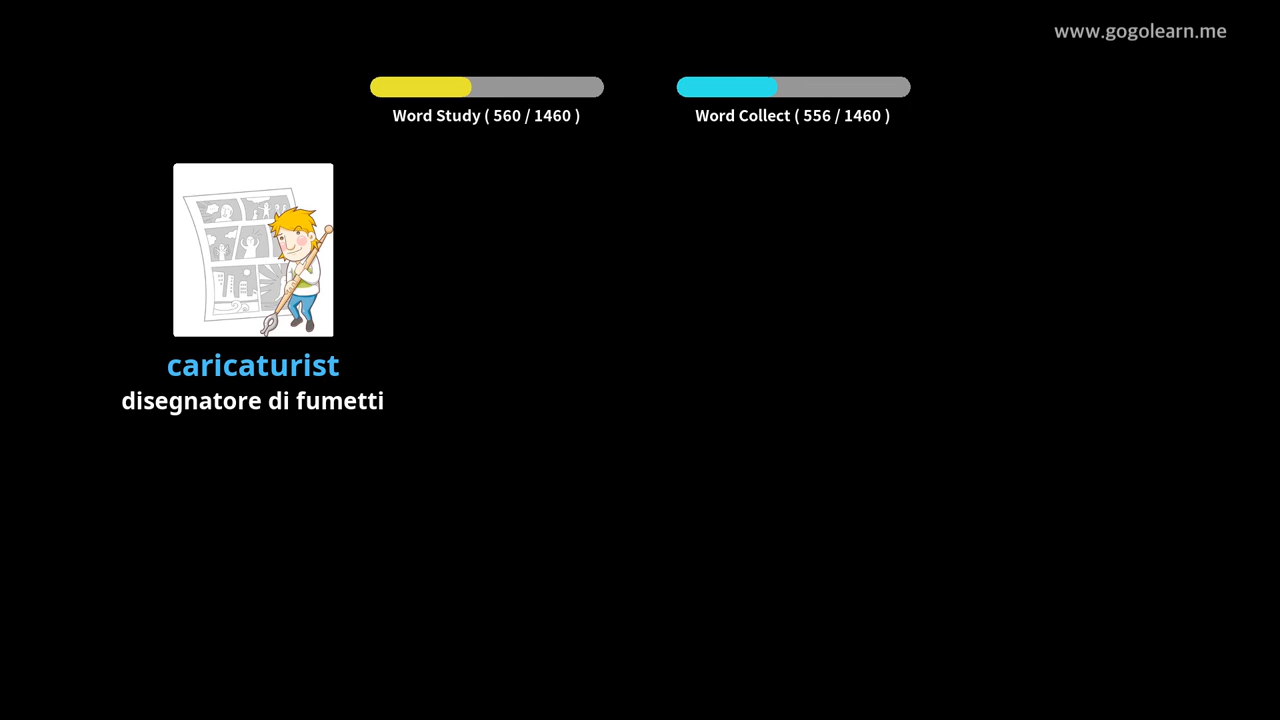 www.gogolearn.me
Word Study ( 560 / 1460 )
Word Collect ( 556 / 1460 )
caricaturist
disegnatore di fumetti